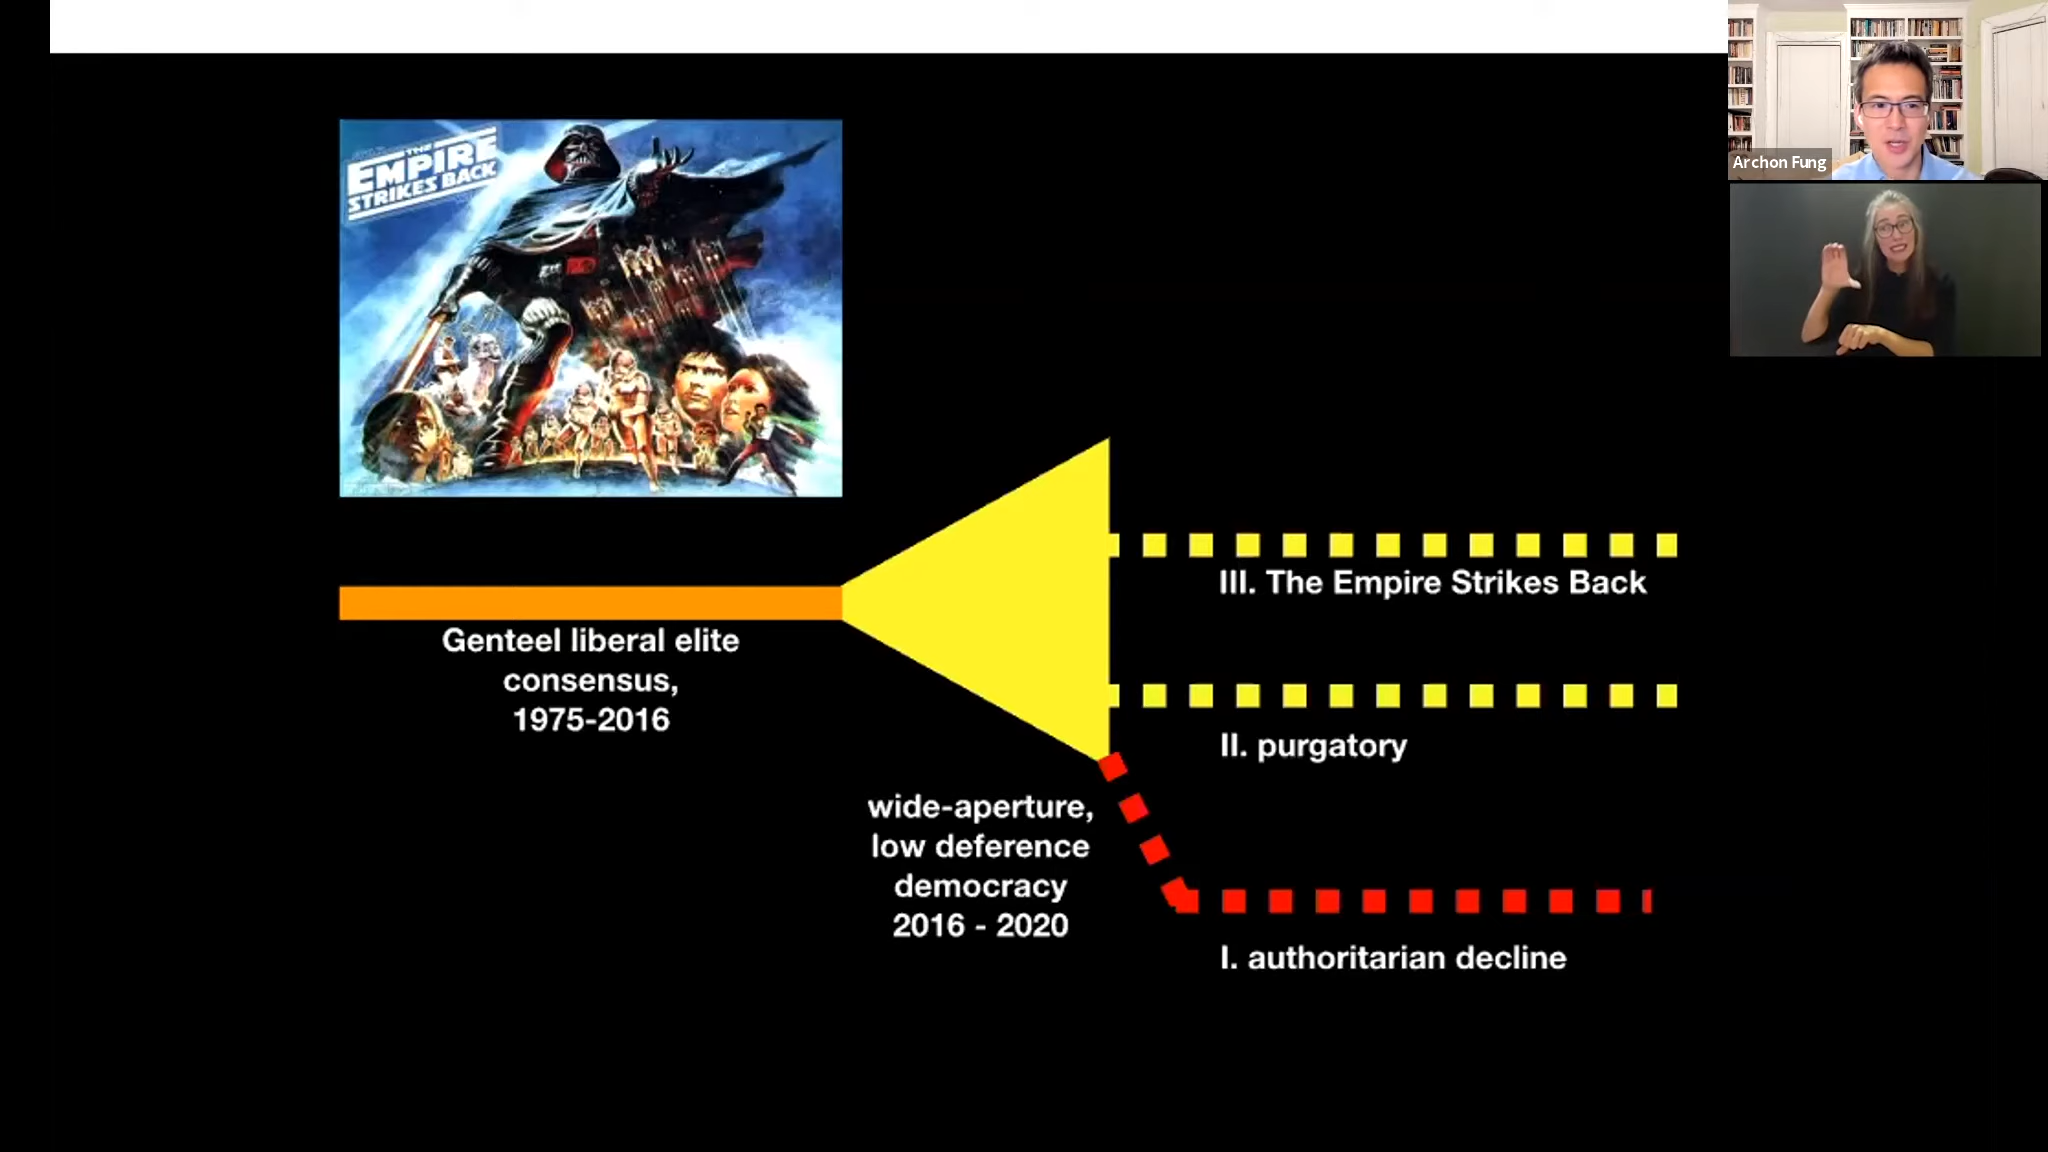 THE
EMPIRE
STRIKES BACK
Archon Fung
III. The Empire Strikes Back
Genteel liberal elite
consensus,
1975-2016
II. purgatory
wide-aperture,
low deference
democracy
2016 - 2020
I. authoritarian decline